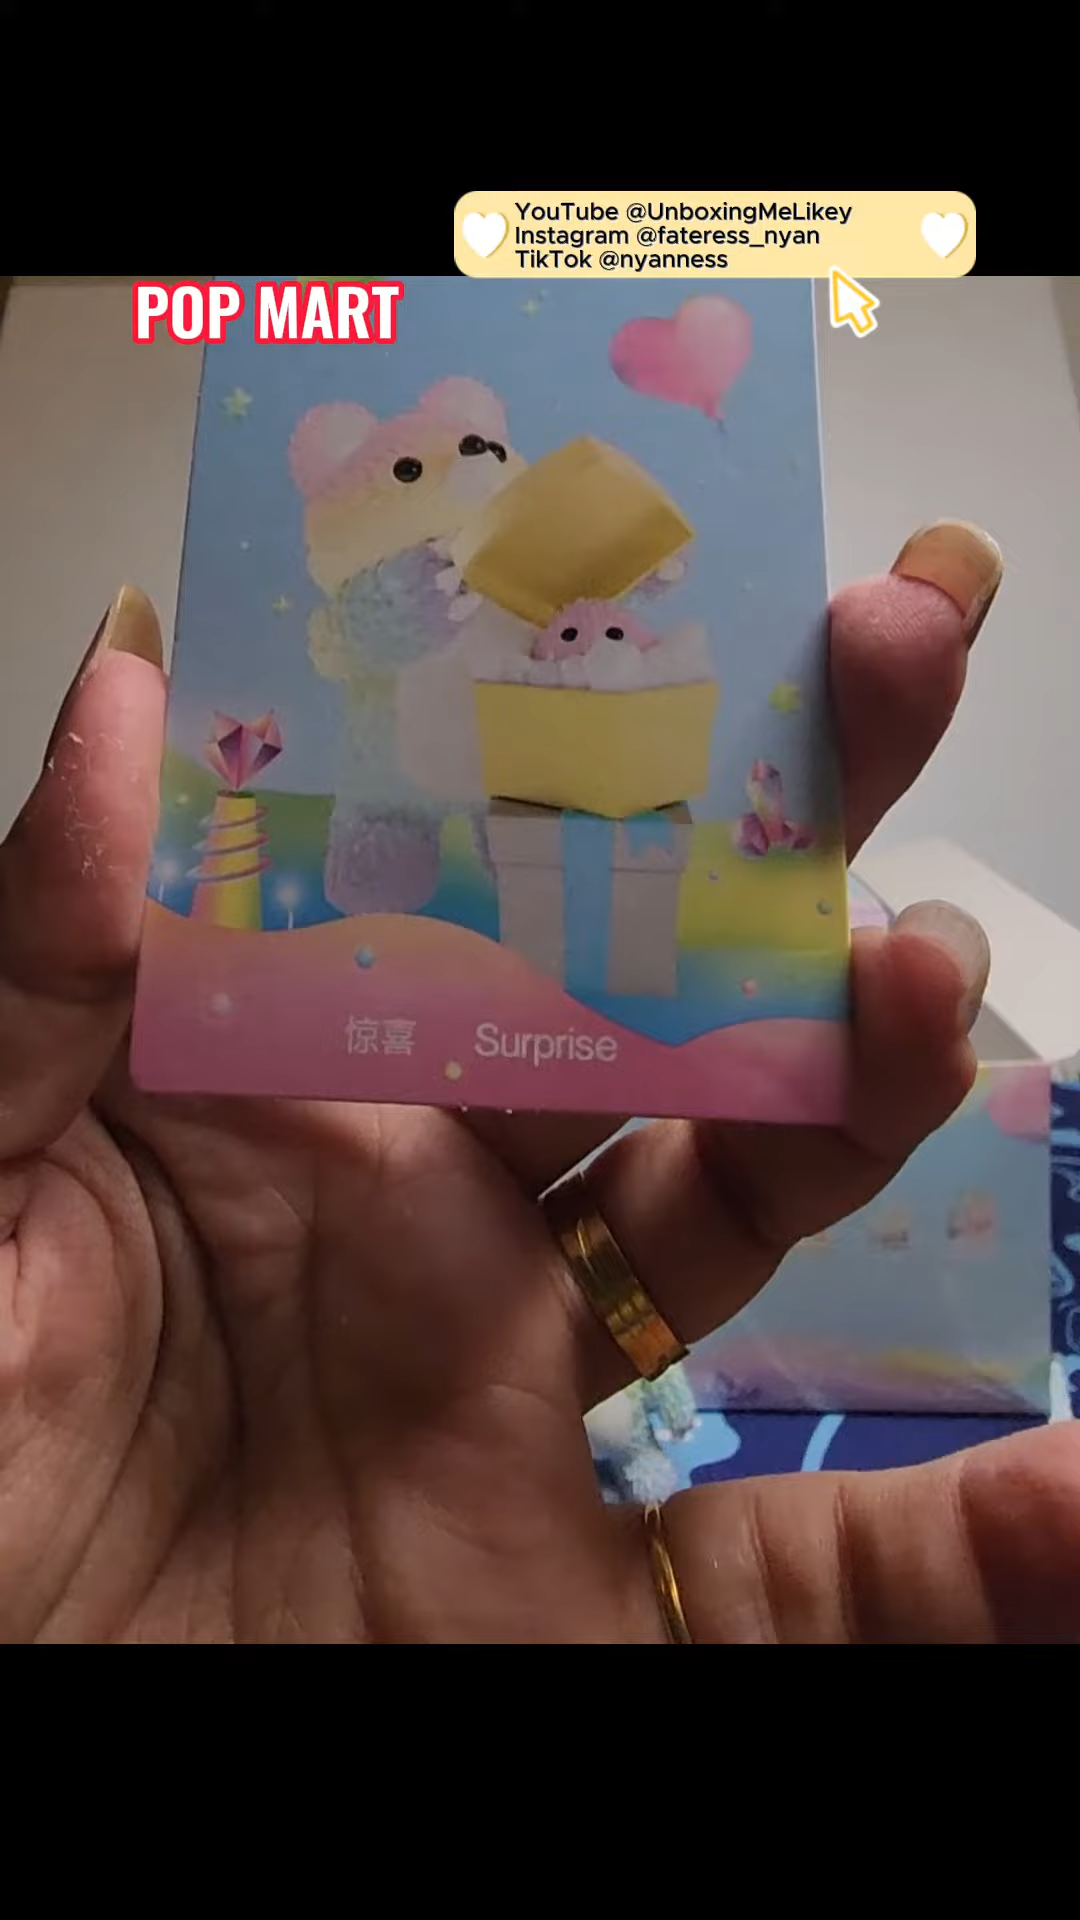 YouTube @UnboxingMeLikey
Instagram @fateress_nyan
TikTok @nyanness
POP MART
惊喜 Surprise